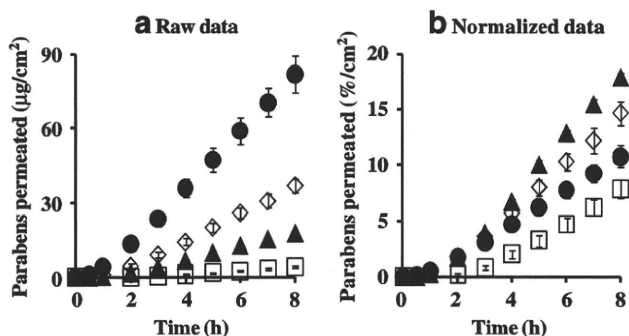 a Raw data
Parabens permeated (µg/cm²)
90
60
30
0
0 2 4 6 8
Time (h)
b Normalized data
Parabens permeated (%/cm²)
20
15
10
5
0
0 2 4 6 8
Time (h)